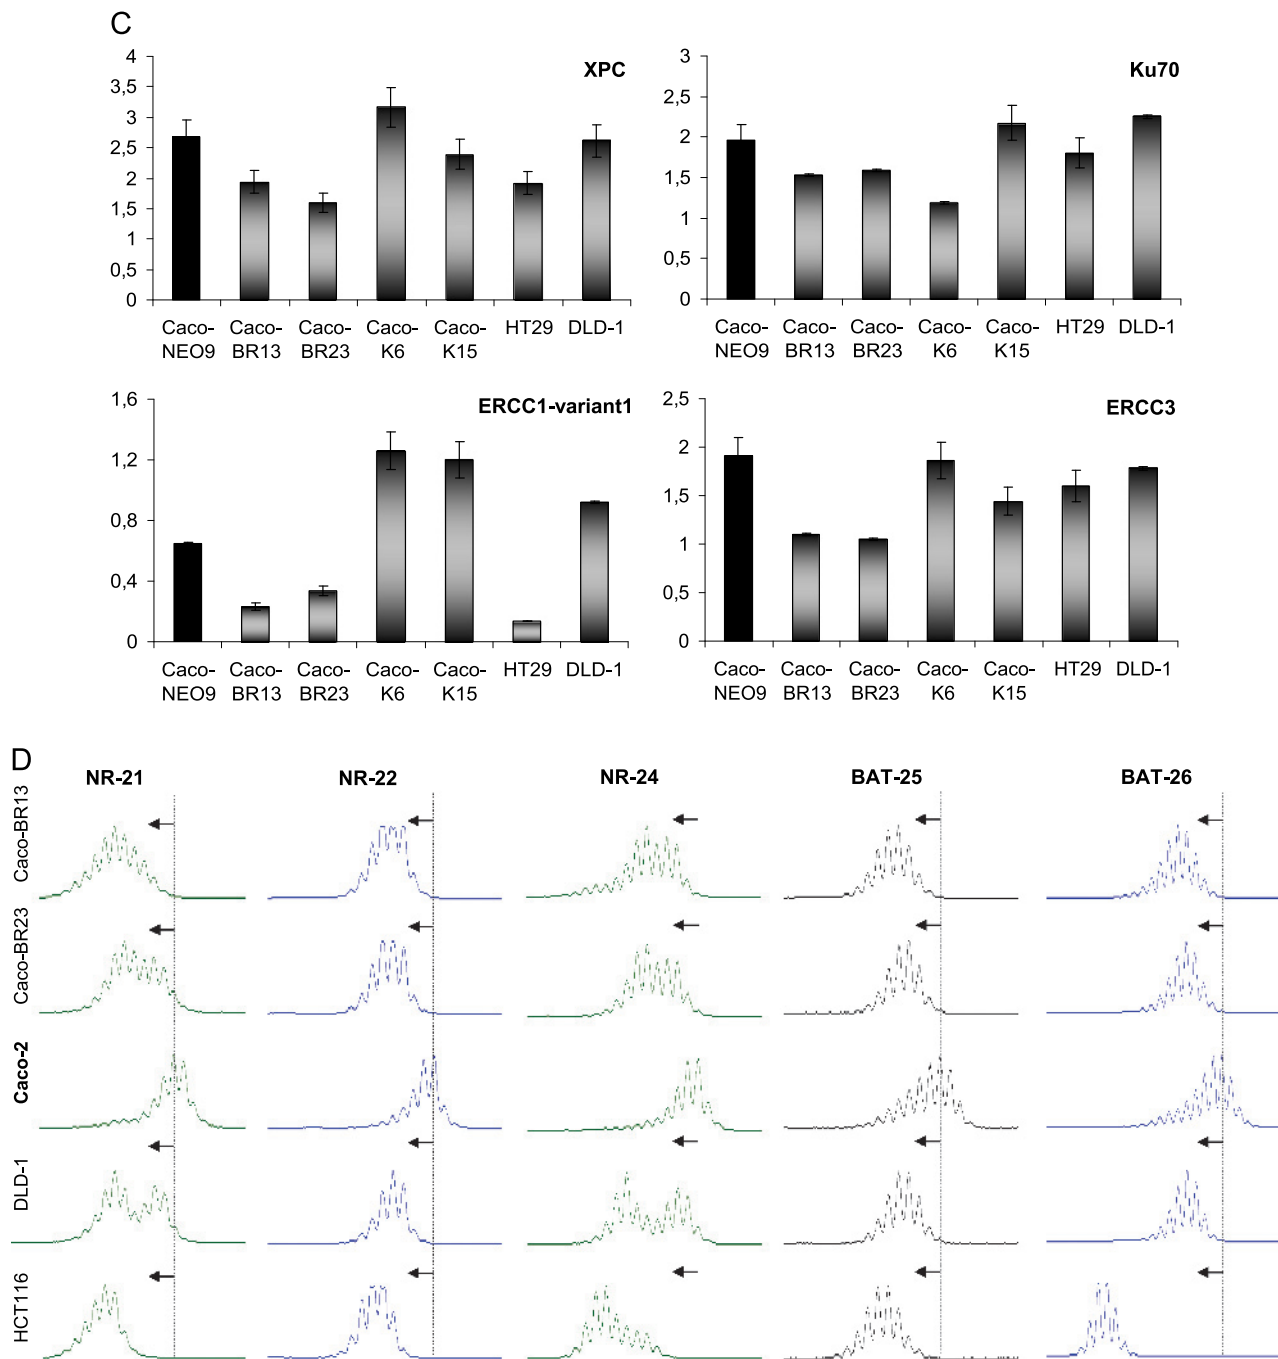 C
XPC
4
3,5
3
2,5
2
1,5
1
0,5
0
Caco-NEO9 Caco-BR13 Caco-BR23 Caco-K6 Caco-K15 HT29 DLD-1
Ku70
3
2,5
2
1,5
1
0,5
0
Caco-NEO9 Caco-BR13 Caco-BR23 Caco-K6 Caco-K15 HT29 DLD-1
ERCC1-variant1
1,6
1,2
0,8
0,4
0
Caco-NEO9 Caco-BR13 Caco-BR23 Caco-K6 Caco-K15 HT29 DLD-1
ERCC3
2,5
2
1,5
1
0,5
0
Caco-NEO9 Caco-BR13 Caco-BR23 Caco-K6 Caco-K15 HT29 DLD-1
D
NR-21 NR-22 NR-24 BAT-25 BAT-26
Caco-BR13
Caco-BR23
Caco-2
DLD-1
HCT116